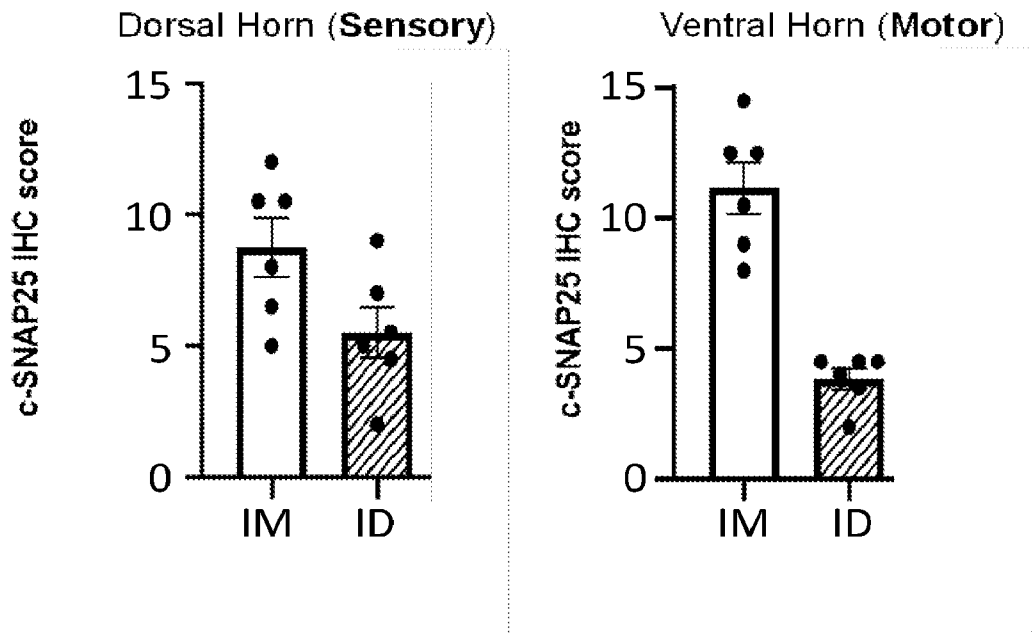 Dorsal Horn (Sensory)
c-SNAP25 IHC score
15
10
5
0
IM
ID
Ventral Horn (Motor)
c-SNAP25 IHC score
15
10
5
0
IM
ID